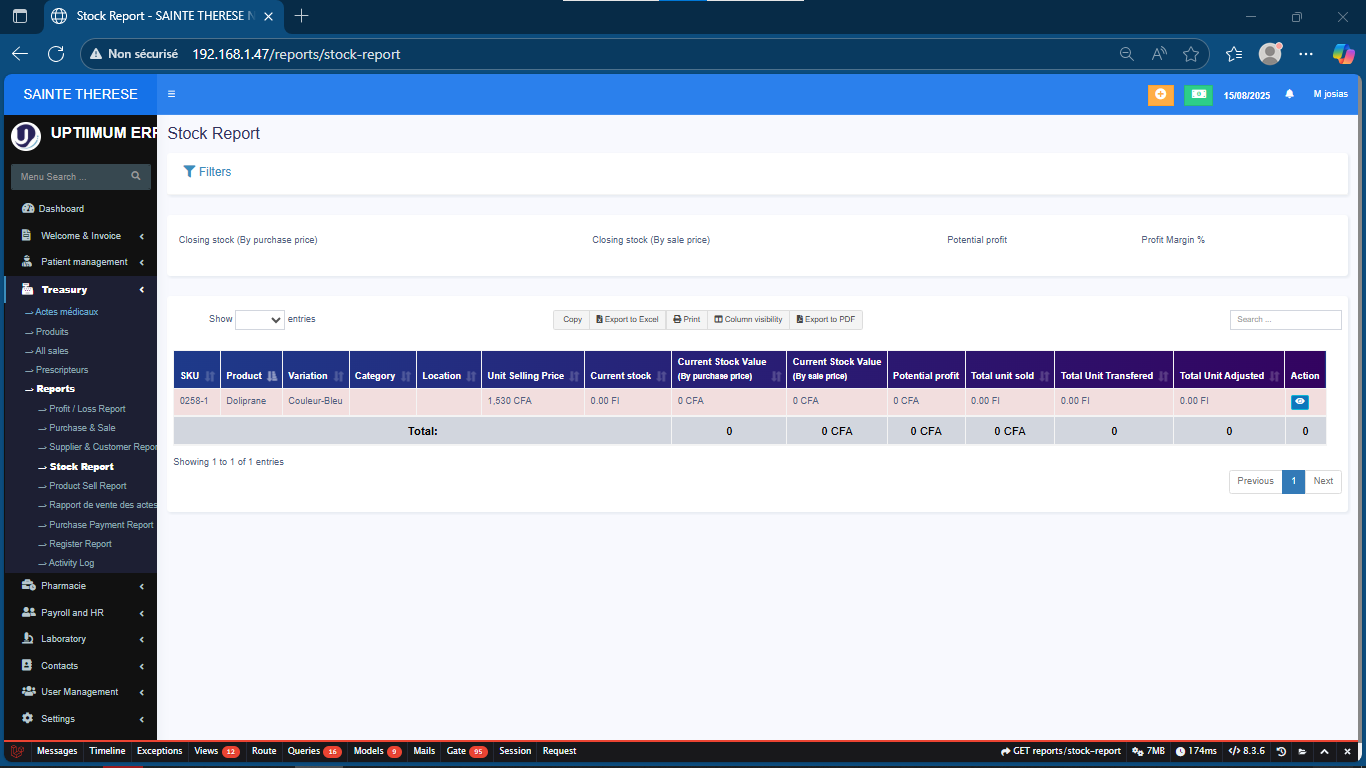 Stock Report - SAINTE THERESE N
Non sécurisé 192.168.1.47/reports/stock-report
SAINTE THERESE
15/08/2025 M josias
UPTIIMUM ERP
Stock Report
Filters
Menu Search ...
Dashboard
Welcome & Invoice
Patient management
Treasury
Actes médicaux
Produits
All sales
Prescripteurs
Reports
Profit / Loss Report
Purchase & Sale
Supplier & Customer Repor
Stock Report
Product Sell Report
Rapport de vente des actes
Purchase Payment Report
Register Report
Activity Log
Pharmacie
Payroll and HR
Laboratory
Contacts
User Management
Settings
Closing stock (By purchase price) Closing stock (By sale price) Potential profit Profit Margin %
Show entries Copy Export to Excel Print Column visibility Export to PDF Search ...
SKU Product Variation Category Location Unit Selling Price Current stock Current Stock Value (By purchase price) Current Stock Value (By sale price) Potential profit Total unit sold Total Unit Transfered Total Unit Adjusted Action
0258-1 Doliprane Couleur-Bleu 1,530 CFA 0.00 Fl 0 CFA 0 CFA 0 CFA 0.00 Fl 0.00 Fl 0.00 Fl
Total: 0 0 CFA 0 CFA 0 CFA 0 0 0
Showing 1 to 1 of 1 entries
Previous 1 Next
Messages Timeline Exceptions Views 12 Route Queries 16 Models 9 Mails Gate 95 Session Request GET reports/stock-report 7MB 174ms 8.3.6